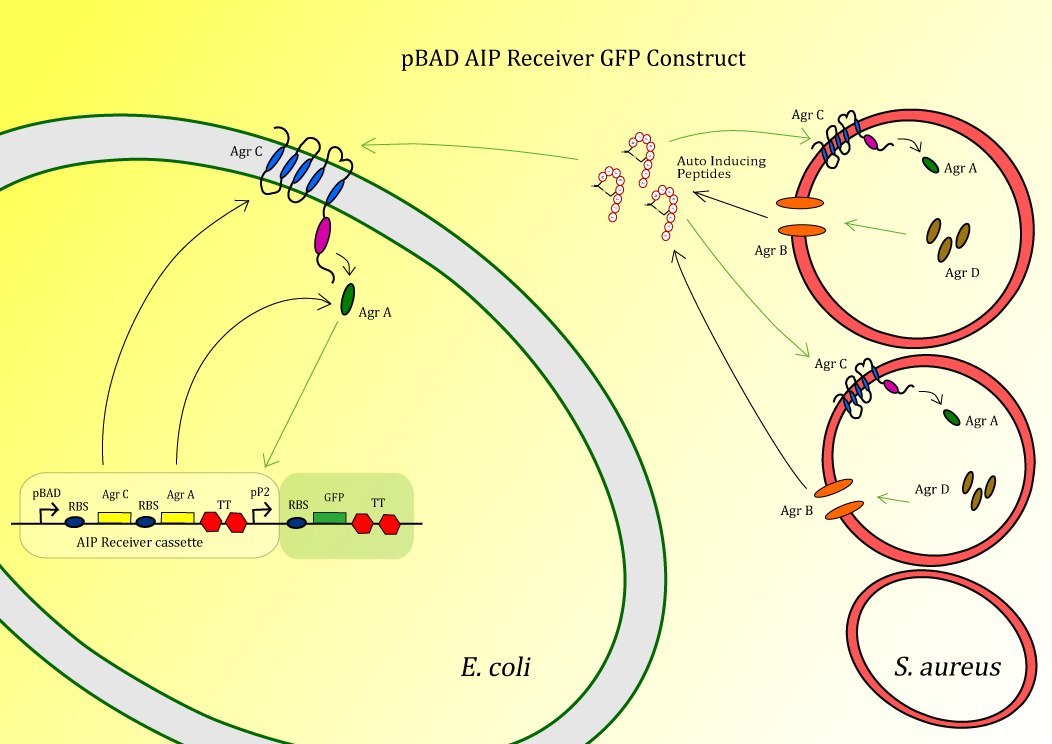 pBAD AIP Receiver GFP Construct
Agr C
Agr A
Auto Inducing
Peptides
Agr C
Agr A
Agr B
Agr D
Agr C
Agr A
Agr D
Agr B
pBAD
RBS
Agr C
RBS
Agr A
TT
pP2
RBS
GFP
TT
AIP Receiver cassette
E. coli
S. aureus